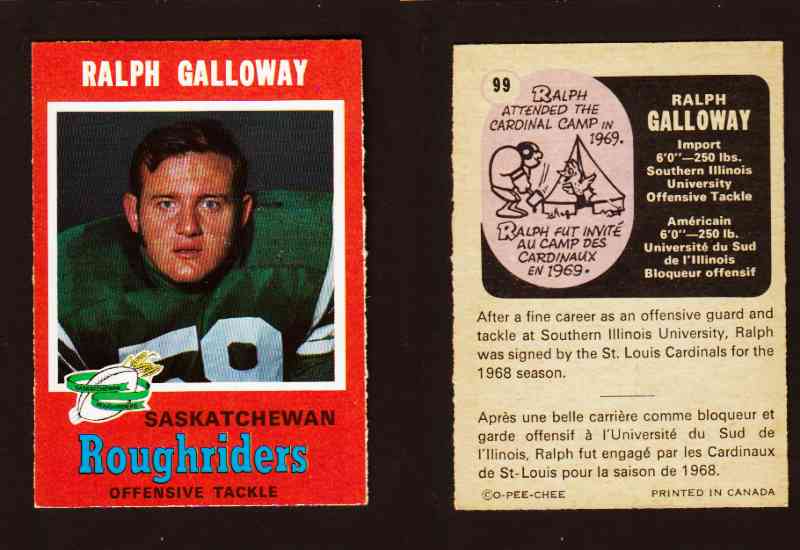 RALPH GALLOWAY
SASKATCHEWAN
ROUGHRIDERS
SASKATCHEWAN
Roughriders
OFFENSIVE TACKLE
99
RALPH
ATTENDED THE
CARDINAL CAMP IN
1969.
RALPH FUT INVITÉ
AU CAMP DES
CARDINAUX
EN 1969.
RALPH
GALLOWAY
Import
6'0"—250 lbs.
Southern Illinois
University
Offensive Tackle
Américain
6'0"—250 lb.
Université du Sud
de l'Illinois
Bloqueur offensif
After a fine career as an offensive guard and
tackle at Southern Illinois University, Ralph
was signed by the St. Louis Cardinals for the
1968 season.
Après une belle carrière comme bloqueur et
garde offensif à l'Université du Sud de
l'Illinois, Ralph fut engagé par les Cardinaux
de St-Louis pour la saison de 1968.
©O-PEE-CHEE
PRINTED IN CANADA